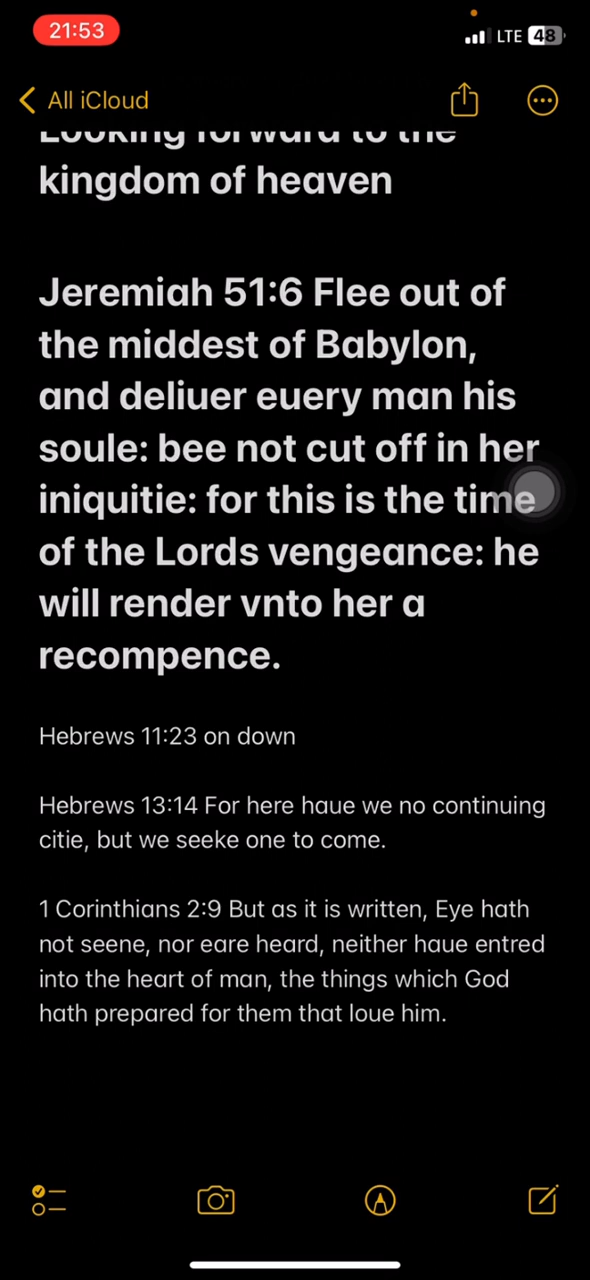 21:53
LTE 48
All iCloud
Looking forward to the
kingdom of heaven
Jeremiah 51:6 Flee out of
the middest of Babylon,
and deliuer euery man his
soule: bee not cut off in her
iniquitie: for this is the time
of the Lords vengeance: he
will render vnto her a
recompence.
Hebrews 11:23 on down
Hebrews 13:14 For here haue we no continuing
citie, but we seeke one to come.
1 Corinthians 2:9 But as it is written, Eye hath
not seene, nor eare heard, neither haue entred
into the heart of man, the things which God
hath prepared for them that loue him.